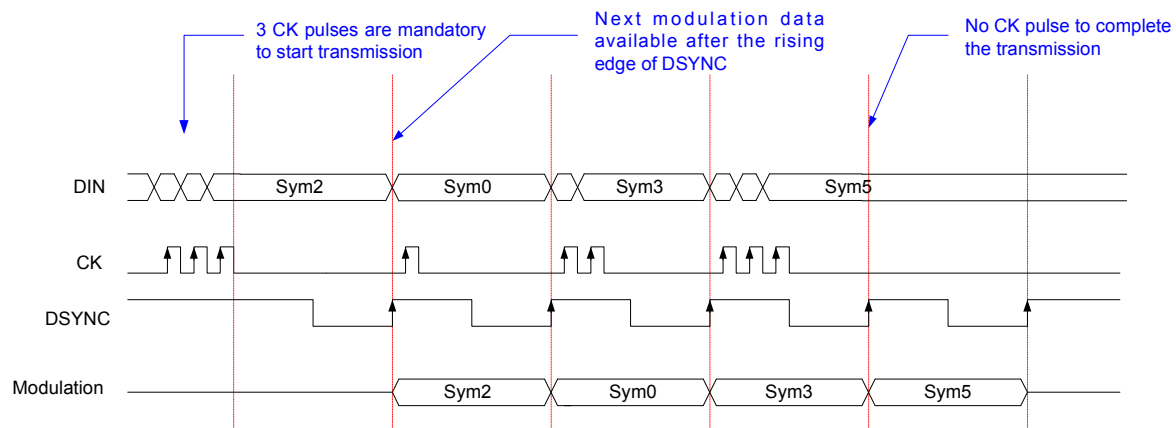 3 CK pulses are mandatory
to start transmission
Next modulation data
available after the rising
edge of DSYNC
No CK pulse to complete
the transmission
DIN
Sym2
Sym0
Sym3
Sym5
CK
DSYNC
Modulation
Sym2
Sym0
Sym3
Sym5